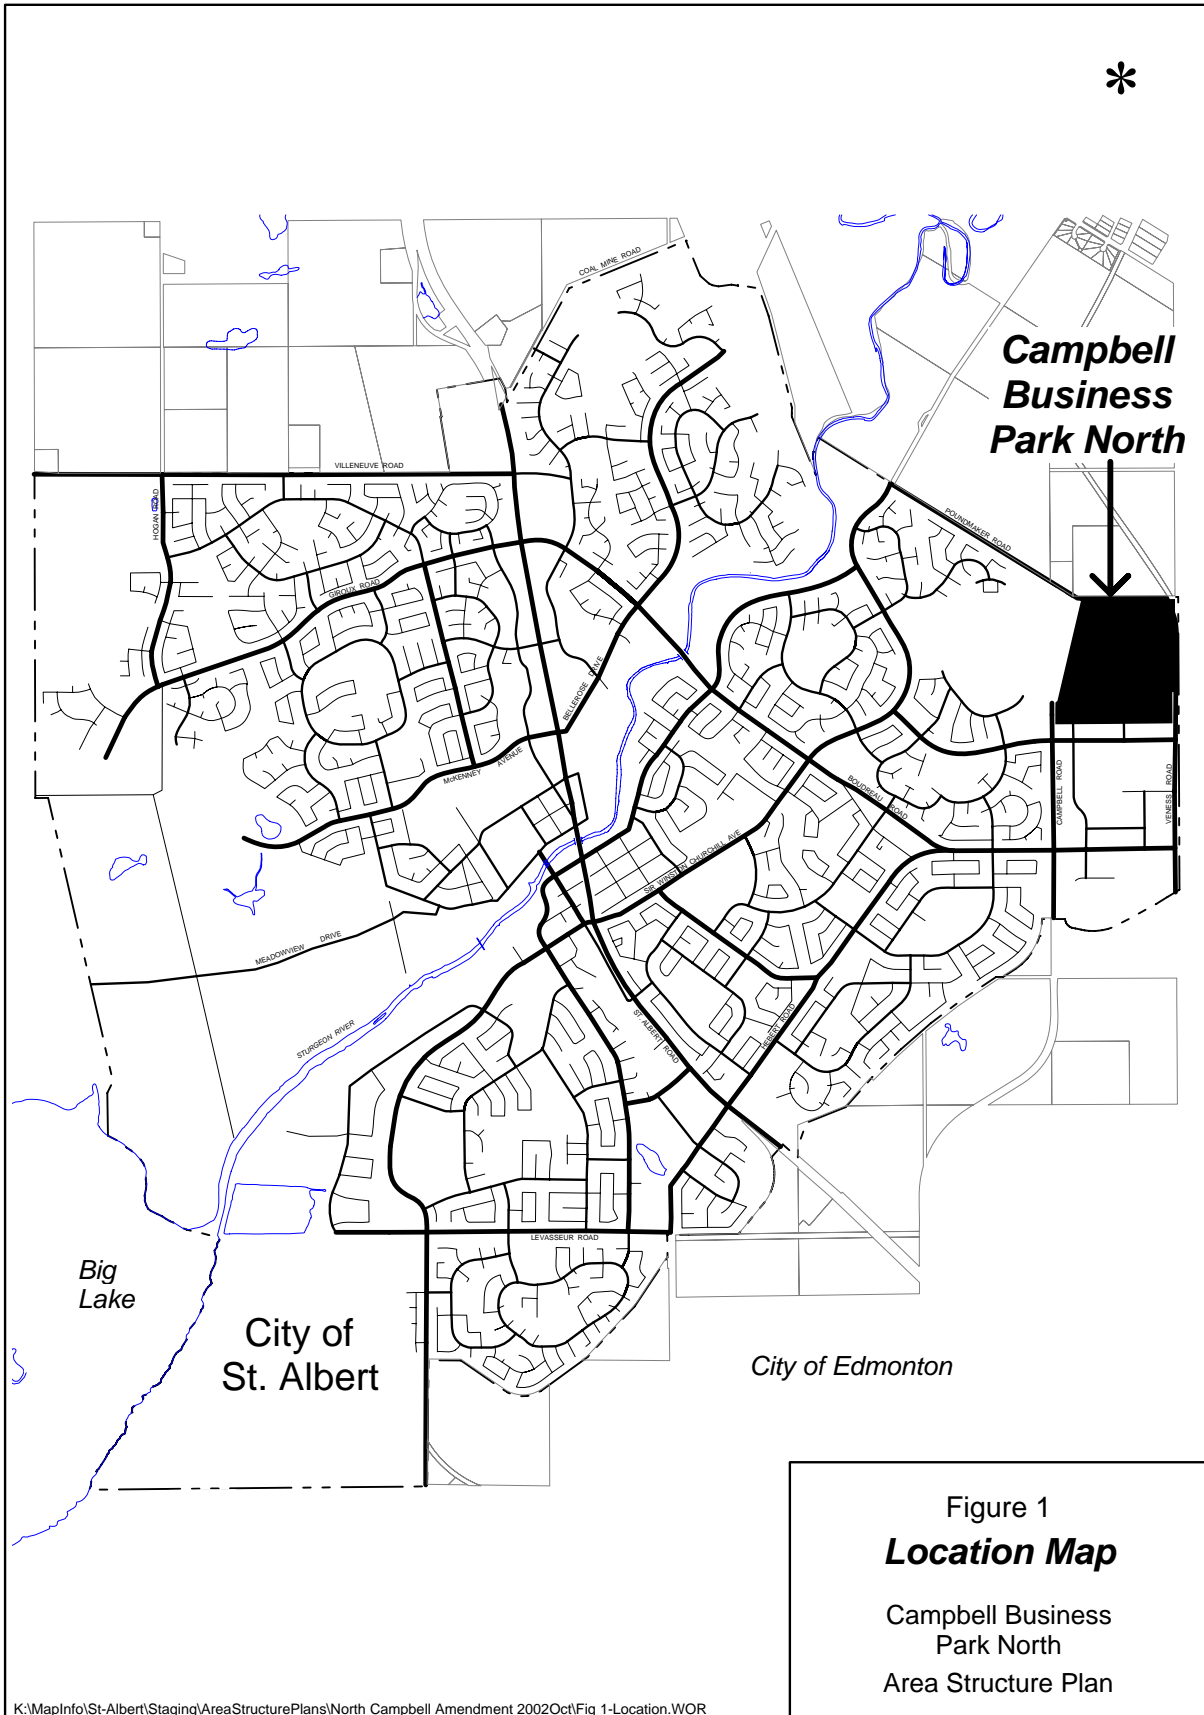 *
COAL MINE ROAD
Campbell
Business
Park North
VILLENEUVE ROAD
HOGAN ROAD
POUNDMAKER ROAD
GIROUX ROAD
BELLEROSE DRIVE
McKENNEY AVENUE
BOUDREAU ROAD
CAMPBELL ROAD
VENESS ROAD
SIR WINSTON CHURCHILL AVE
MEADOWVIEW DRIVE
STURGEON RIVER
ST. ALBERT ROAD
HEBERT ROAD
LEVASSEUR ROAD
Big
Lake
City of
St. Albert
City of Edmonton
Figure 1
Location Map
Campbell Business
Park North
Area Structure Plan
K:\MapInfo\St-Albert\Staging\AreaStructurePlans\North Campbell Amendment 2002Oct\Fig 1-Location.WOR